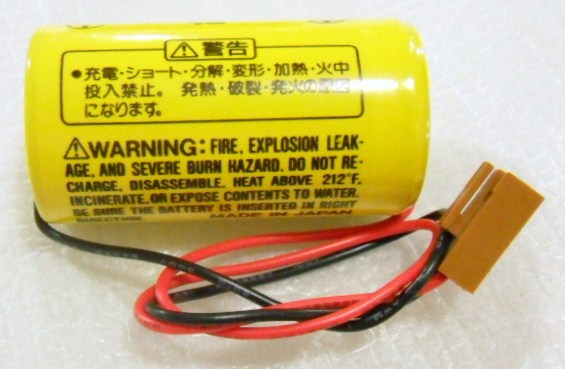 ⚠警告
●充電・ショート・分解・変形・加熱・火中
投入禁止。 発熱・破裂・発火の原因
になります。
⚠WARNING: FIRE, EXPLOSION LEAK-
AGE, AND SEVERE BURN HAZARD. DO NOT RE-
CHARGE, DISASSEMBLE, HEAT ABOVE 212°F,
INCINERATE, OR EXPOSE CONTENTS TO WATER.
BE SURE THE BATTERY IS INSERTED IN RIGHT
DIRECTION. MADE IN JAPAN